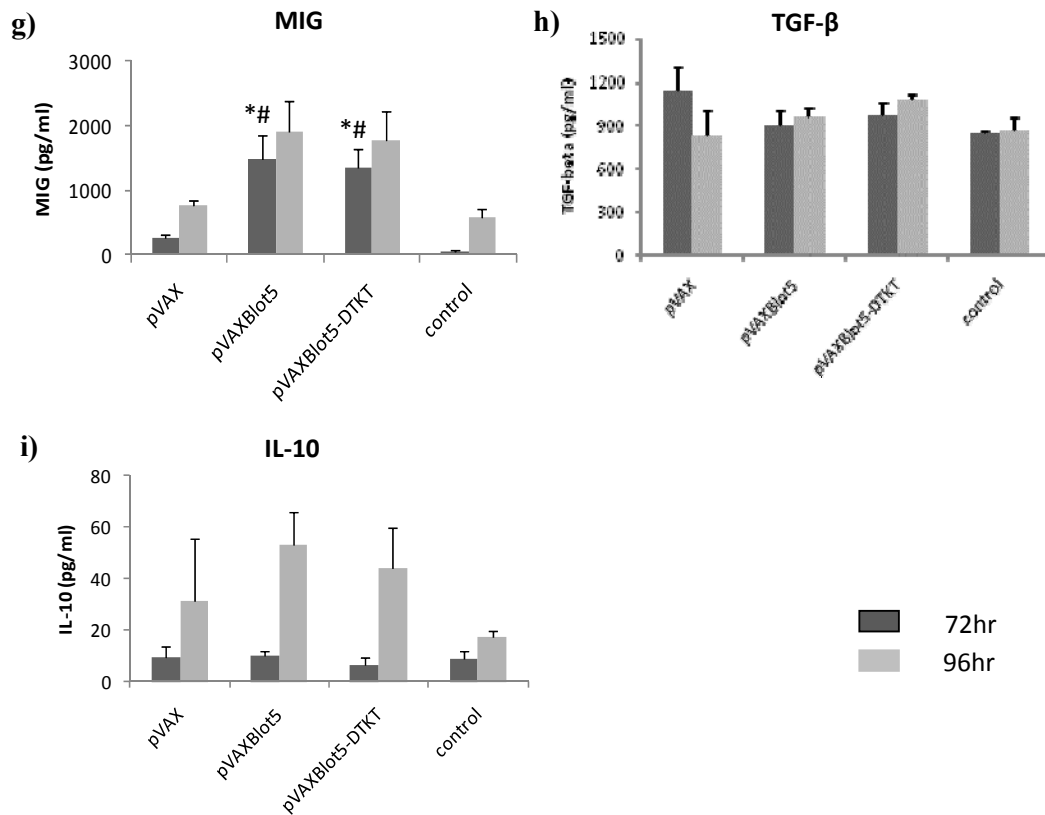 g)
MIG
3000
2000
1000
0
MIG (pg/ml)
*#
*#
pVAX
pVAXBlot5
pVAXBlot5-DTKT
control
h)
TGF-β
1500
1200
900
600
300
0
TGF-beta (pg/ml)
pVAX
pVAXBlot5
pVAXBlot5-DTKT
control
i)
IL-10
80
60
40
20
0
IL-10 (pg/ml)
pVAX
pVAXBlot5
pVAXBlot5-DTKT
control
72hr
96hr